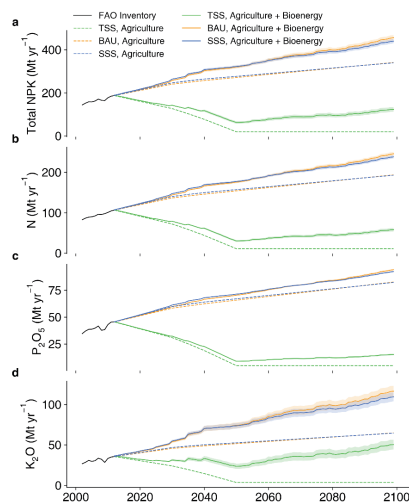 FAO Inventory
TSS, Agriculture
BAU, Agriculture
SSS, Agriculture
TSS, Agriculture + Bioenergy
BAU, Agriculture + Bioenergy
SSS, Agriculture + Bioenergy
a
Total NPK (Mt yr⁻¹)
400
200
0
b
N (Mt yr⁻¹)
200
100
0
c
P₂O₅ (Mt yr⁻¹)
75
50
25
d
K₂O (Mt yr⁻¹)
100
50
0
2000
2020
2040
2060
2080
2100